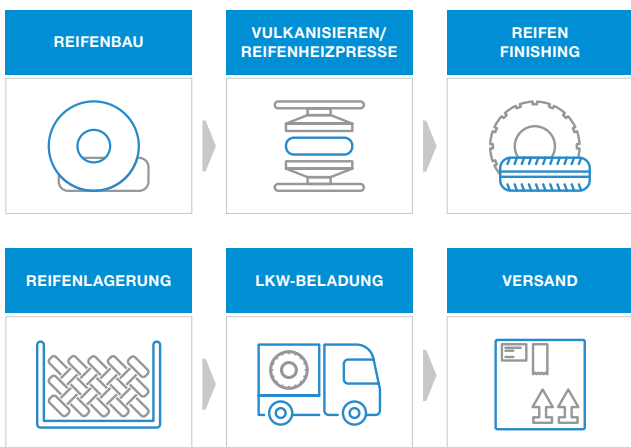 REIFENBAU
VULKANISIEREN/
REIFENHEIZPRESSE
REIFEN
FINISHING
REIFENLAGERUNG
LKW-BELADUNG
VERSAND